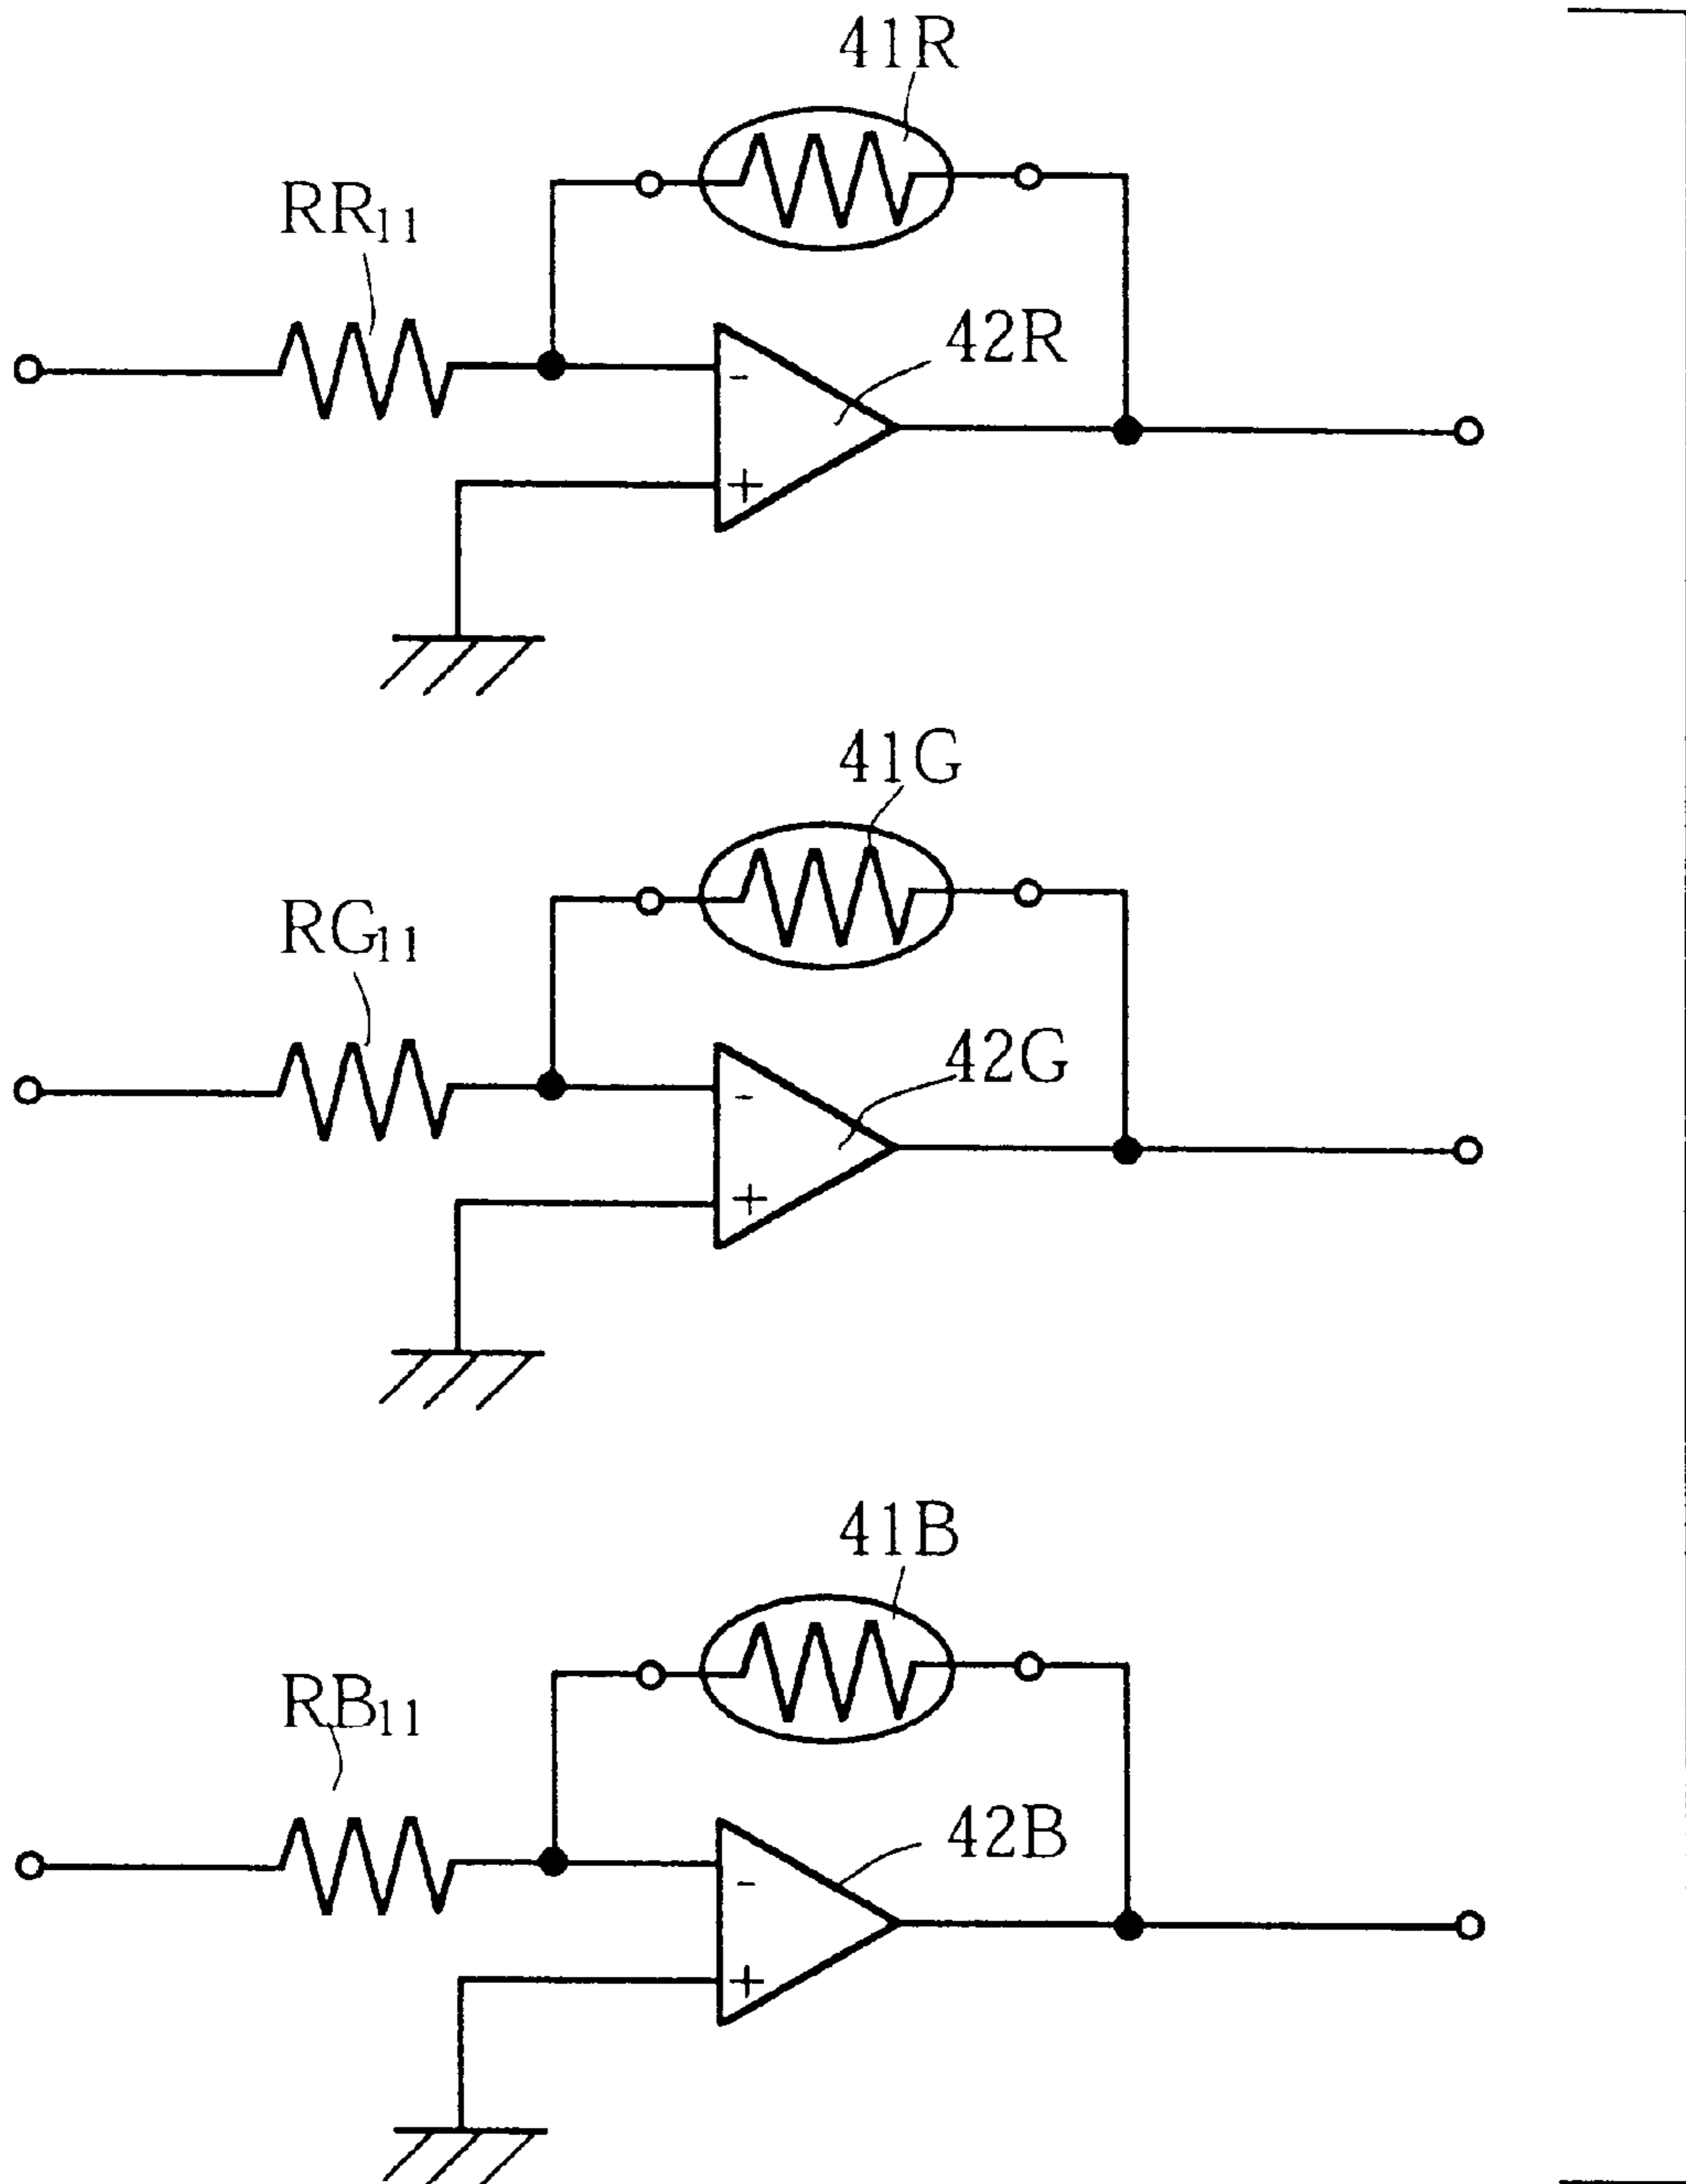 41R
RR₁₁
42R
-
+
41G
RG₁₁
42G
-
+
41B
RB₁₁
42B
-
+